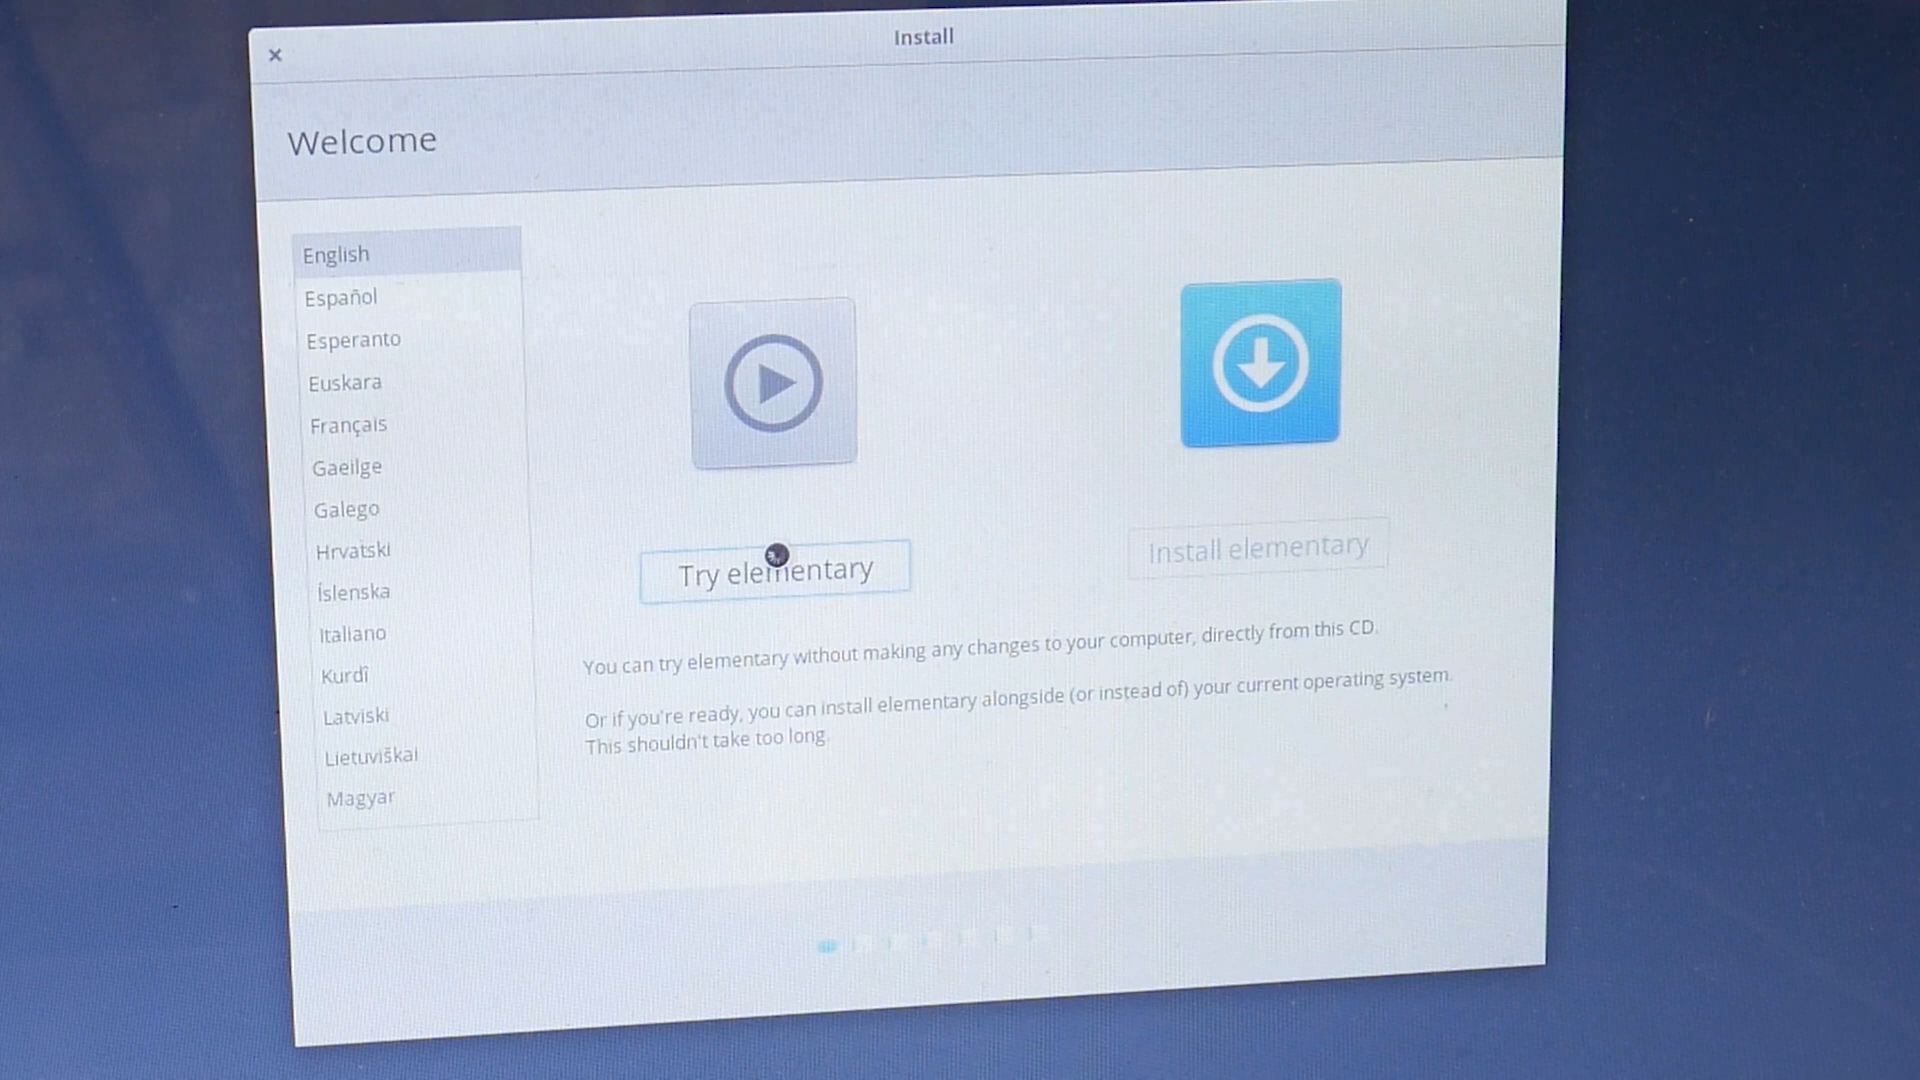 Install
Welcome
English
Español
Esperanto
Euskara
Français
Gaeilge
Galego
Hrvatski
Íslenska
Italiano
Kurdî
Latviski
Lietuviškai
Magyar
Try elementary
Install elementary
You can try elementary without making any changes to your computer, directly from this CD.
Or if you're ready, you can install elementary alongside (or instead of) your current operating system.
This shouldn't take too long.